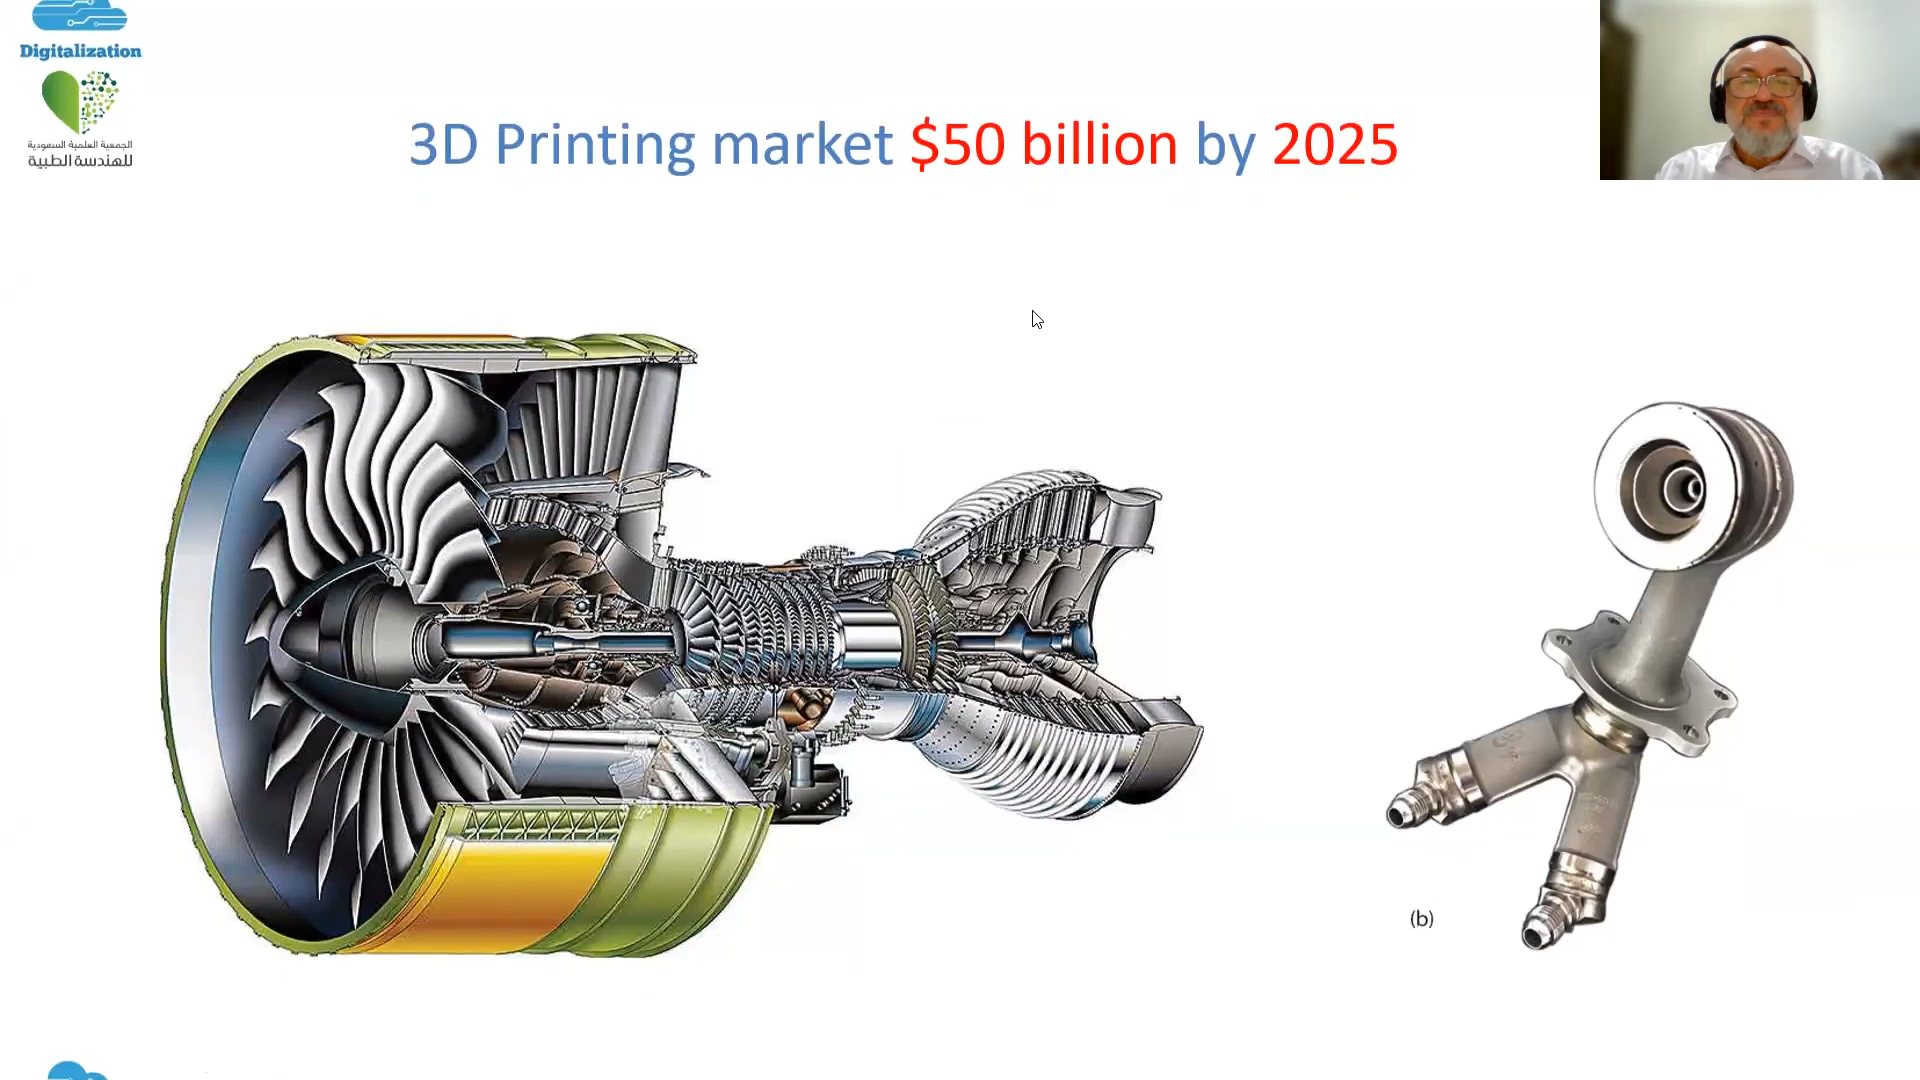 Digitalization
الجمعية العلمية السعودية
للهندسة الطبية
3D Printing market $50 billion by 2025
(b)